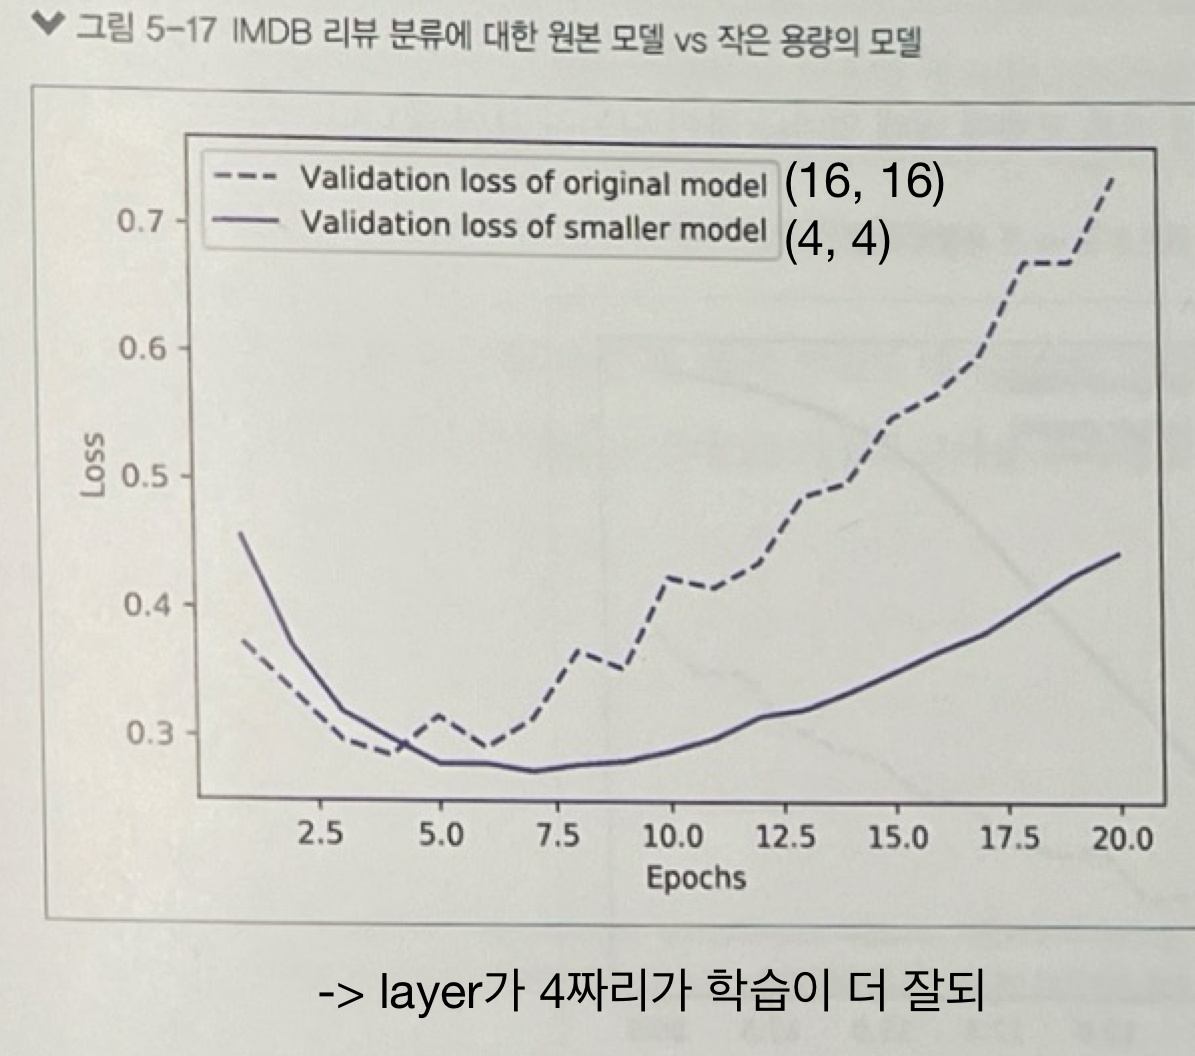 그림 5-17 IMDB 리뷰 분류에 대한 원본 모델 vs 작은 용량의 모델
Validation loss of original model (16, 16)
Validation loss of smaller model (4, 4)
0.7
0.6
0.5
0.4
0.3
Loss
2.5 5.0 7.5 10.0 12.5 15.0 17.5 20.0
Epochs
-> layer가 4짜리가 학습이 더 잘되